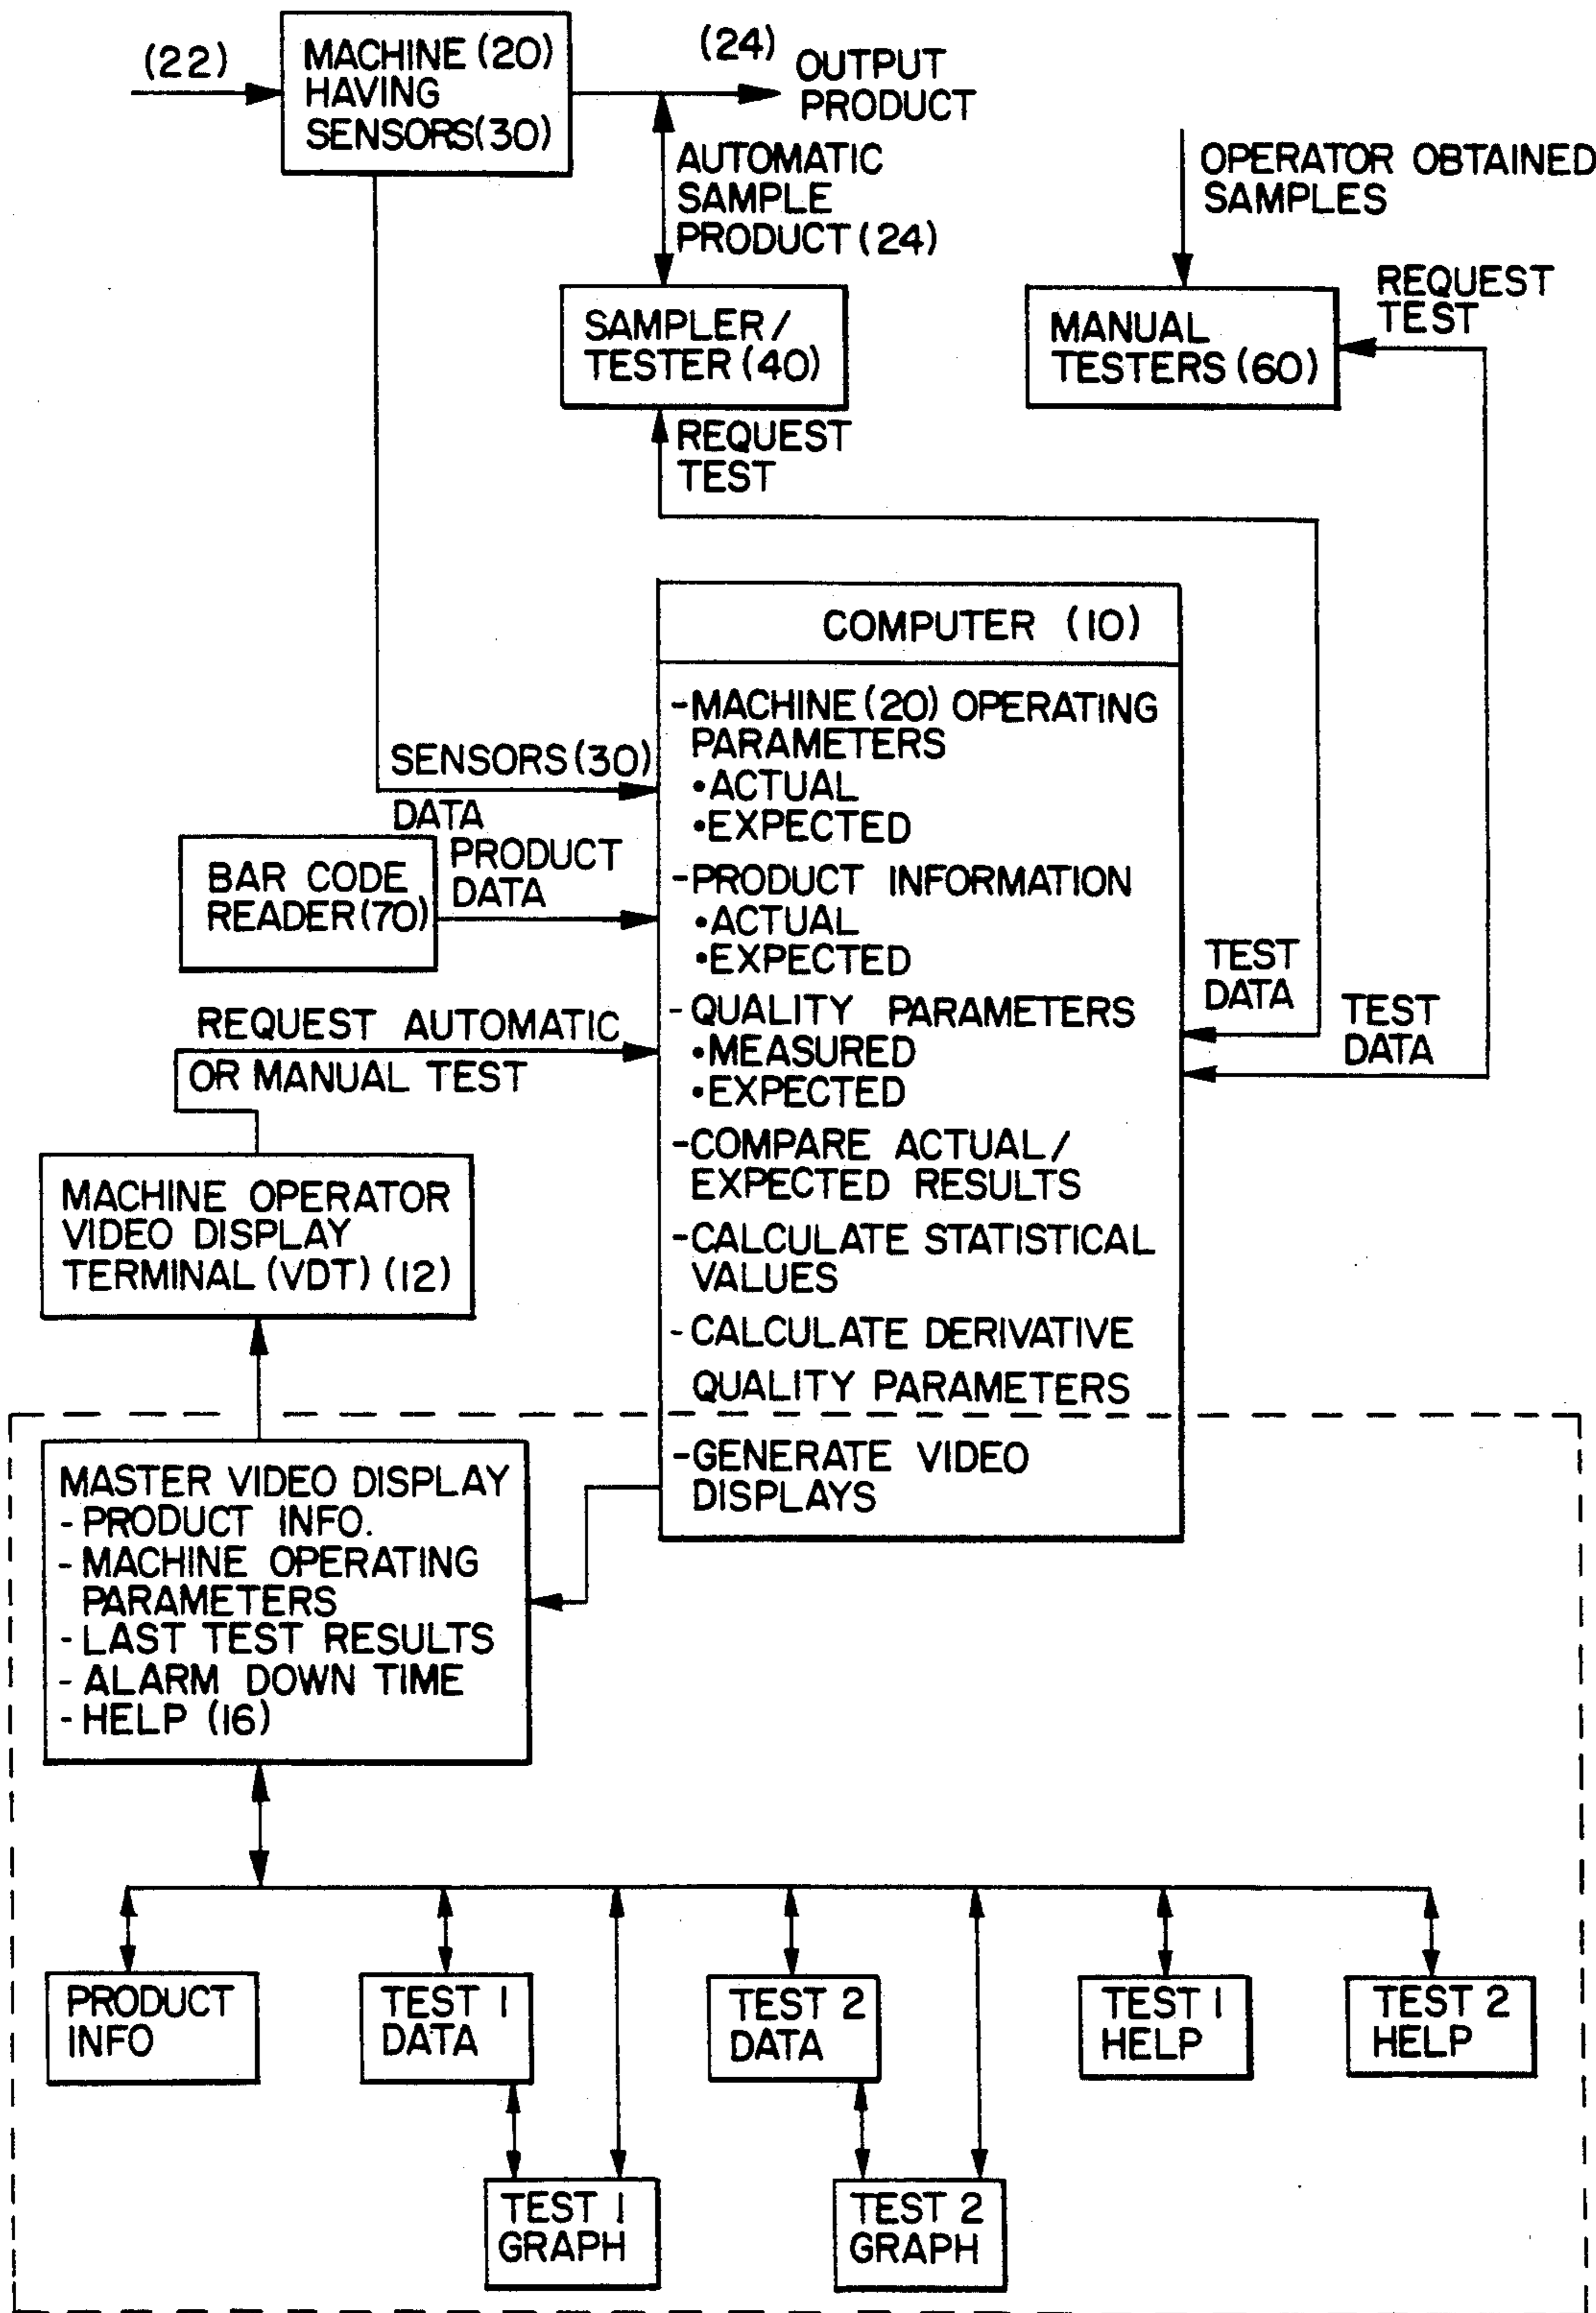 (22)
MACHINE (20)
HAVING
SENSORS(30)
(24)
OUTPUT
PRODUCT
AUTOMATIC
SAMPLE
PRODUCT (24)
OPERATOR OBTAINED
SAMPLES
SAMPLER/
TESTER (40)
MANUAL
TESTERS (60)
REQUEST
TEST
REQUEST
TEST
COMPUTER (10)
-MACHINE (20) OPERATING
PARAMETERS
•ACTUAL
•EXPECTED
-PRODUCT INFORMATION
•ACTUAL
•EXPECTED
-QUALITY PARAMETERS
•MEASURED
•EXPECTED
-COMPARE ACTUAL/
EXPECTED RESULTS
-CALCULATE STATISTICAL
VALUES
-CALCULATE DERIVATIVE
QUALITY PARAMETERS
-GENERATE VIDEO
DISPLAYS
SENSORS (30)
DATA
BAR CODE
READER (70)
PRODUCT
DATA
TEST
DATA
TEST
DATA
REQUEST AUTOMATIC
OR MANUAL TEST
MACHINE OPERATOR
VIDEO DISPLAY
TERMINAL (VDT) (12)
MASTER VIDEO DISPLAY
- PRODUCT INFO.
- MACHINE OPERATING
PARAMETERS
- LAST TEST RESULTS
- ALARM DOWN TIME
- HELP (16)
PRODUCT
INFO
TEST 1
DATA
TEST 2
DATA
TEST 1
HELP
TEST 2
HELP
TEST 1
GRAPH
TEST 2
GRAPH